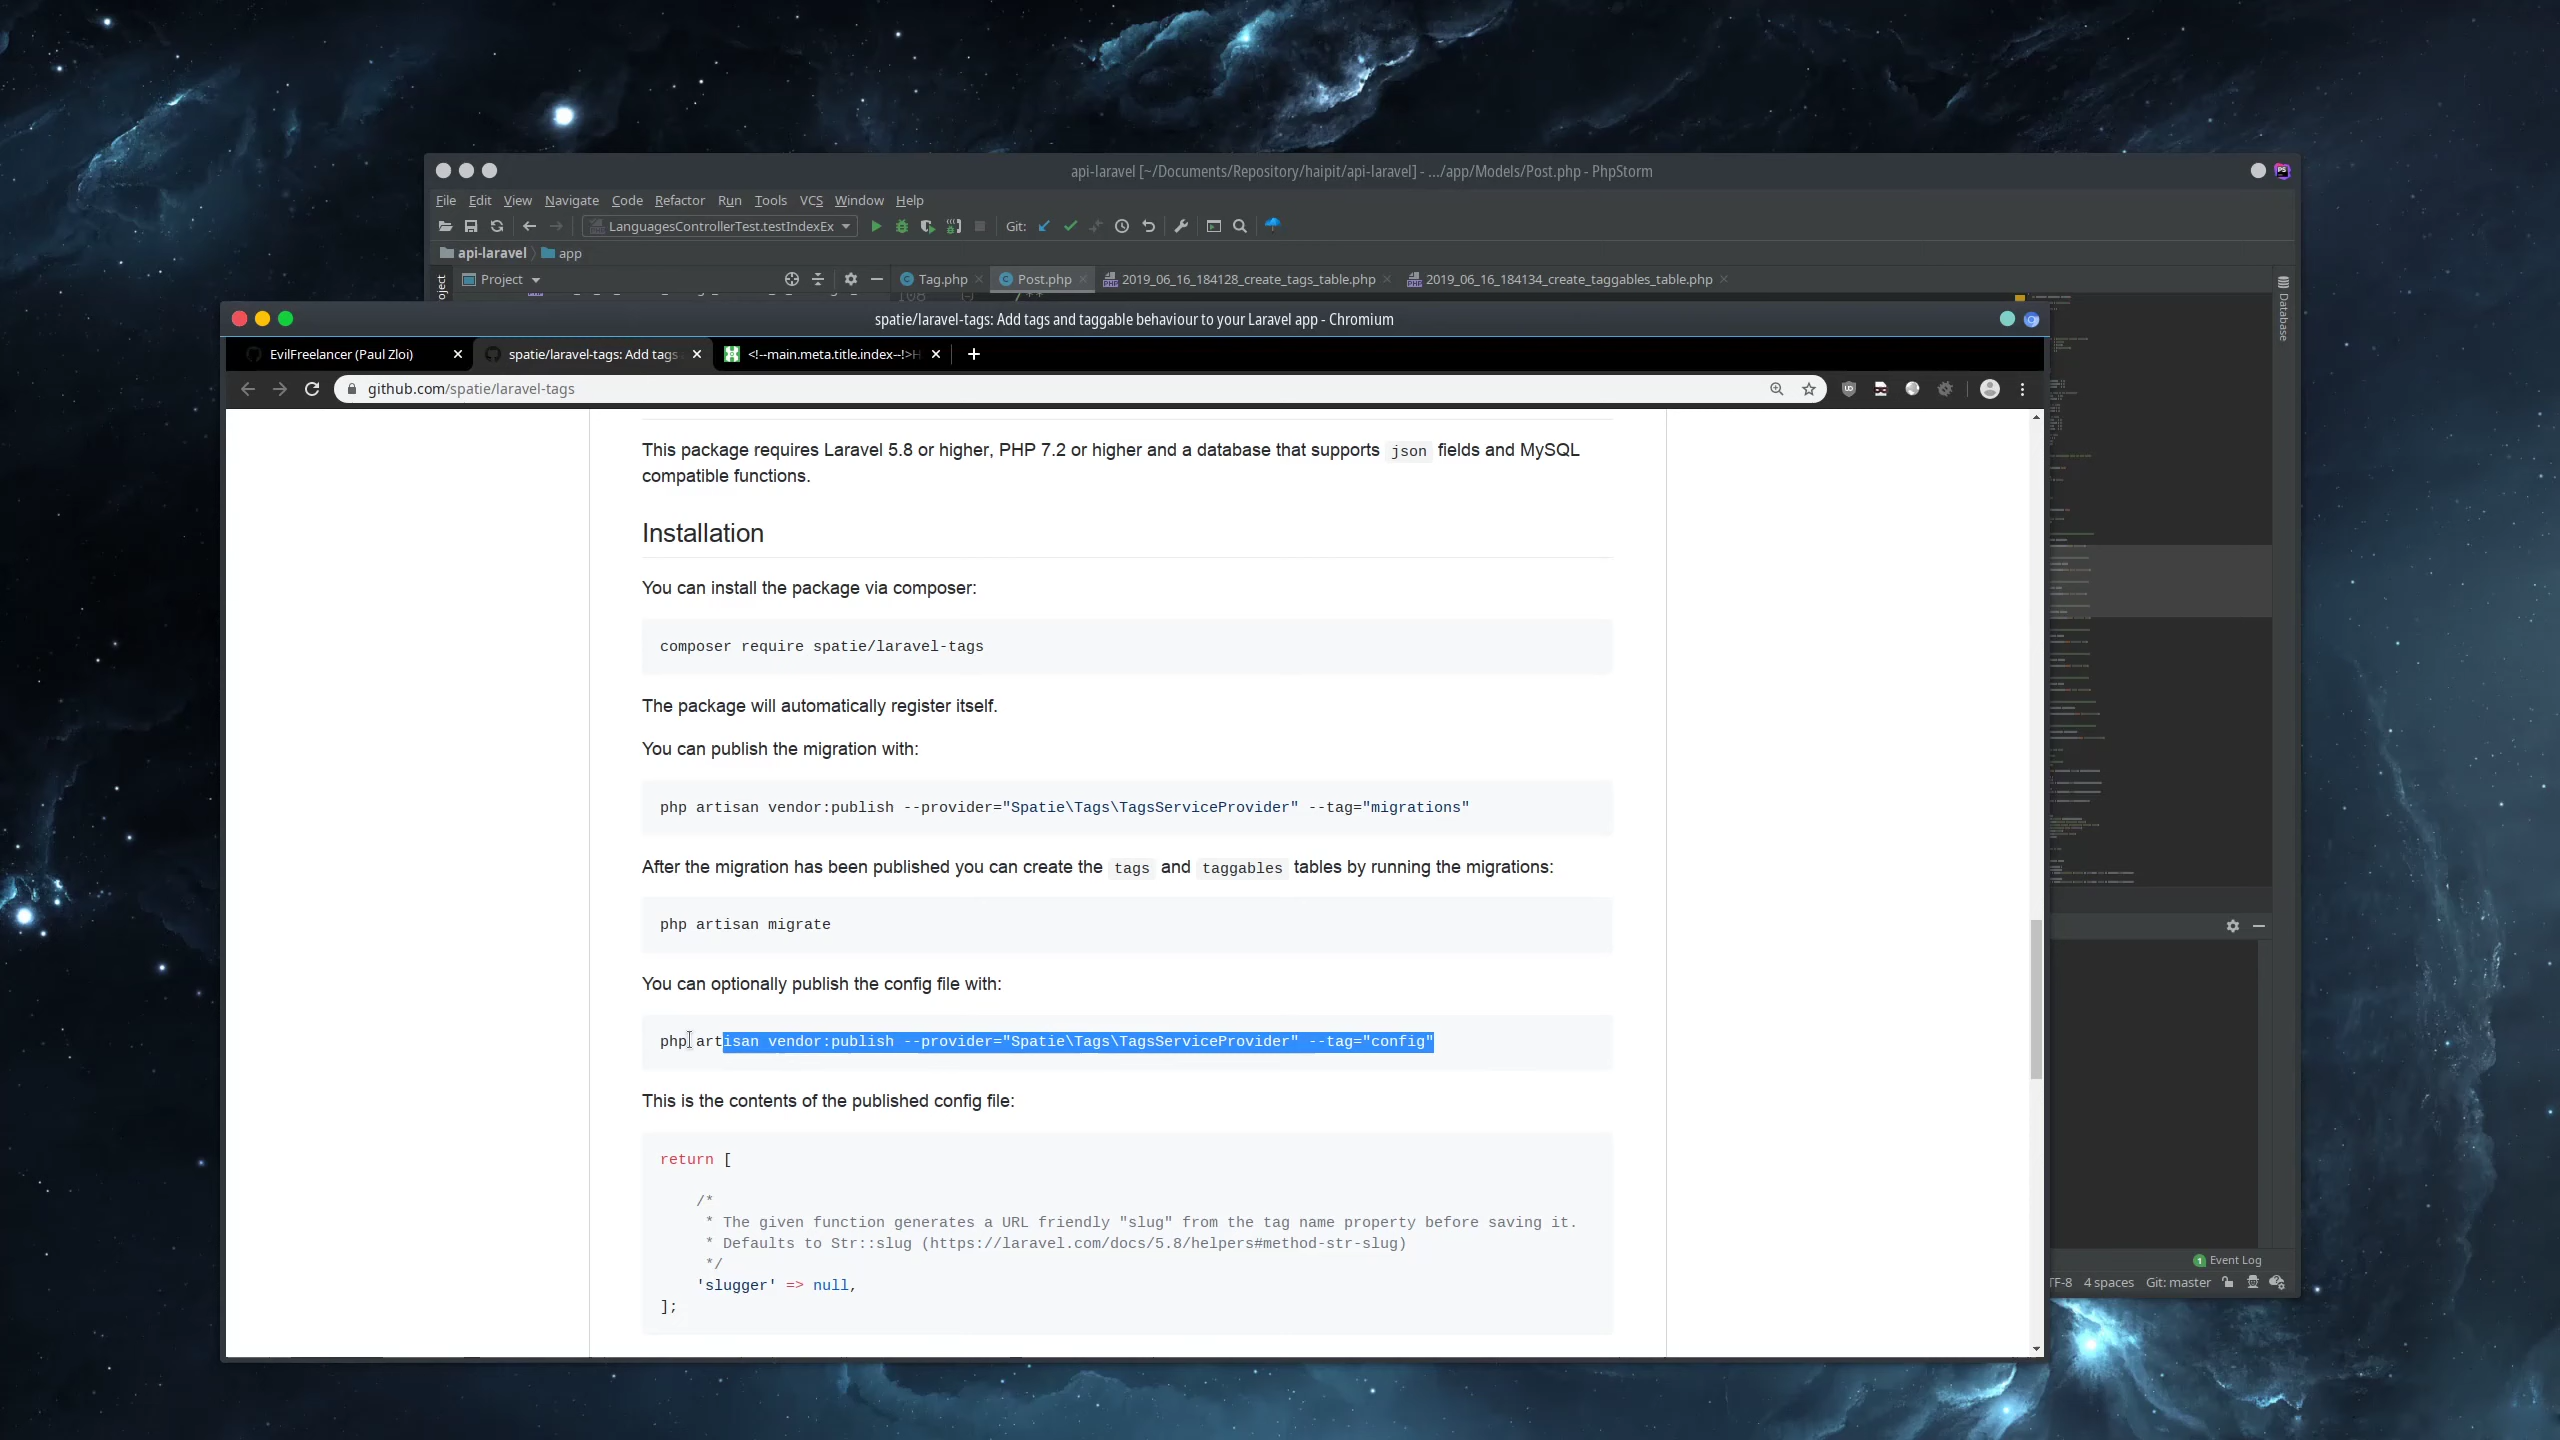 api-laravel [~/Documents/Repository/haipit/api-laravel] - .../app/Models/Post.php - PhpStorm
PS
File Edit View Navigate Code Refactor Run Tools VCS Window Help
LanguagesControllerTest.testIndexEx
Git:
api-laravel app
Project
Tag.php
Post.php
2019_06_16_184128_create_tags_table.php
2019_06_16_184134_create_taggables_table.php
Database
spatie/laravel-tags: Add tags and taggable behaviour to your Laravel app - Chromium
EvilFreelancer (Paul Zloi)
spatie/laravel-tags: Add tags
<!--main.meta.title.index--!>H
github.com/spatie/laravel-tags
This package requires Laravel 5.8 or higher, PHP 7.2 or higher and a database that supports json fields and MySQL
compatible functions.
Installation
You can install the package via composer:
composer require spatie/laravel-tags
The package will automatically register itself.
You can publish the migration with:
php artisan vendor:publish --provider="Spatie\Tags\TagsServiceProvider" --tag="migrations"
After the migration has been published you can create the tags and taggables tables by running the migrations:
php artisan migrate
You can optionally publish the config file with:
php artisan vendor:publish --provider="Spatie\Tags\TagsServiceProvider" --tag="config"
This is the contents of the published config file:
return [
/*
* The given function generates a URL friendly "slug" from the tag name property before saving it.
* Defaults to Str::slug (https://laravel.com/docs/5.8/helpers#method-str-slug)
*/
'slugger' => null,
];
1 Event Log
TF-8 4 spaces Git: master